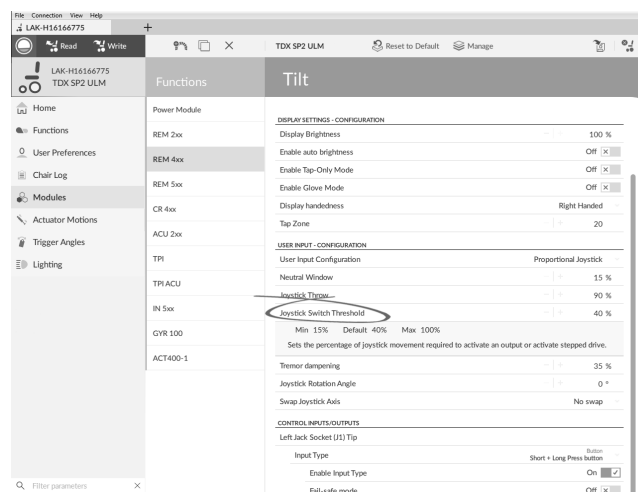 File Connection View Help
LAK-H16166775
+
Read Write
TDX SP2 ULM Reset to Default Manage
LAK-H16166775
TDX SP2 ULM
Functions
Tilt
Home
Functions
User Preferences
Chair Log
Modules
Actuator Motions
Trigger Angles
Lighting
Filter parameters
Power Module
REM 2xx
REM 4xx
REM 5xx
CR 4xx
ACU 2xx
TPI
TPI ACU
IN 5xx
GYR 100
ACT400-1
DISPLAY SETTINGS - CONFIGURATION
Display Brightness − + 100 %
Enable auto brightness Off
Enable Tap-Only Mode Off
Enable Glove Mode Off
Display handedness Right Handed
Tap Zone − + 20
USER INPUT - CONFIGURATION
User Input Configuration Proportional Joystick
Neutral Window − + 15 %
Joystick Throw − + 90 %
Joystick Switch Threshold − + 40 %
Min 15% Default 40% Max 100%
Sets the percentage of joystick movement required to activate an output or activate stepped drive.
Tremor dampening − + 35 %
Joystick Rotation Angle − + 0 °
Swap Joystick Axis No swap
CONTROL INPUTS/OUTPUTS
Left Jack Socket (J1) Tip
Input Type Button
Short + Long Press button
Enable Input Type On
Fail-safe mode Off